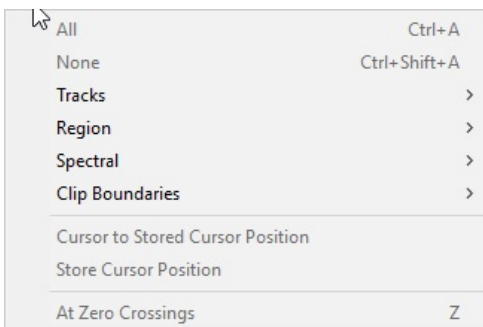 All Ctrl+A
None Ctrl+Shift+A
Tracks >
Region >
Spectral >
Clip Boundaries >
Cursor to Stored Cursor Position
Store Cursor Position
At Zero Crossings Z